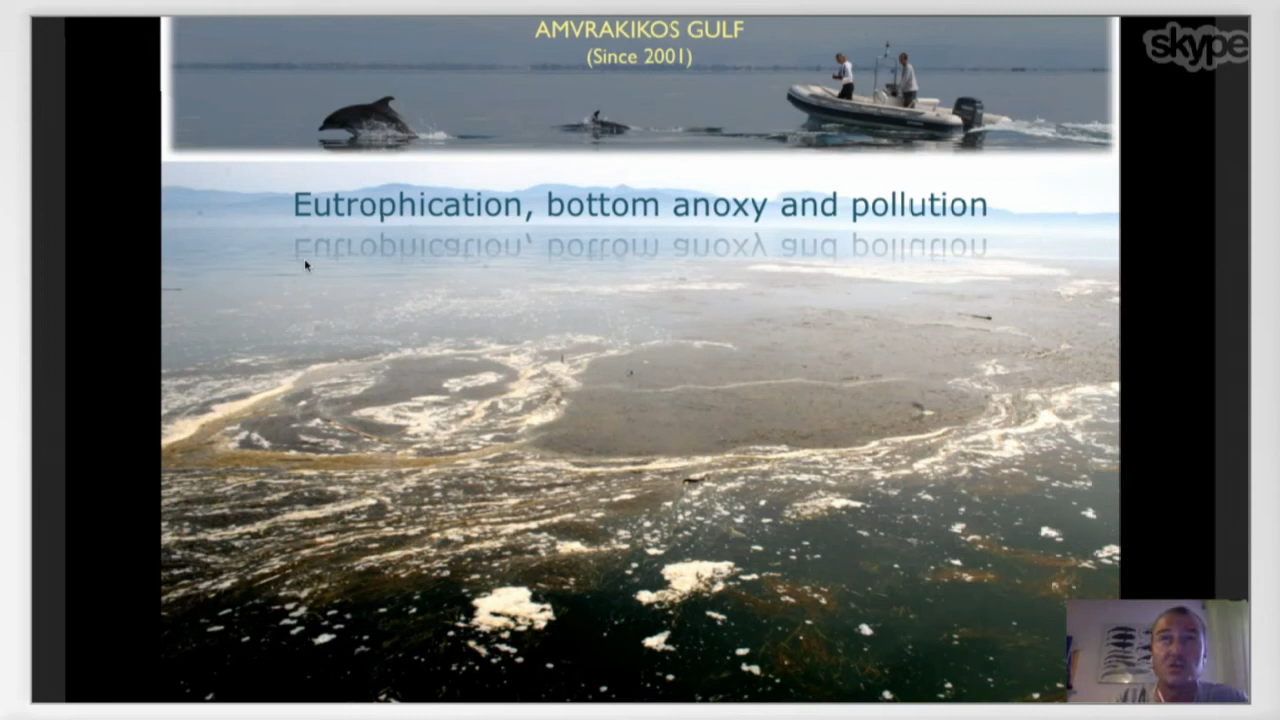 AMVRAKIKOS GULF
(Since 2001)
skype
Eutrophication, bottom anoxy and pollution